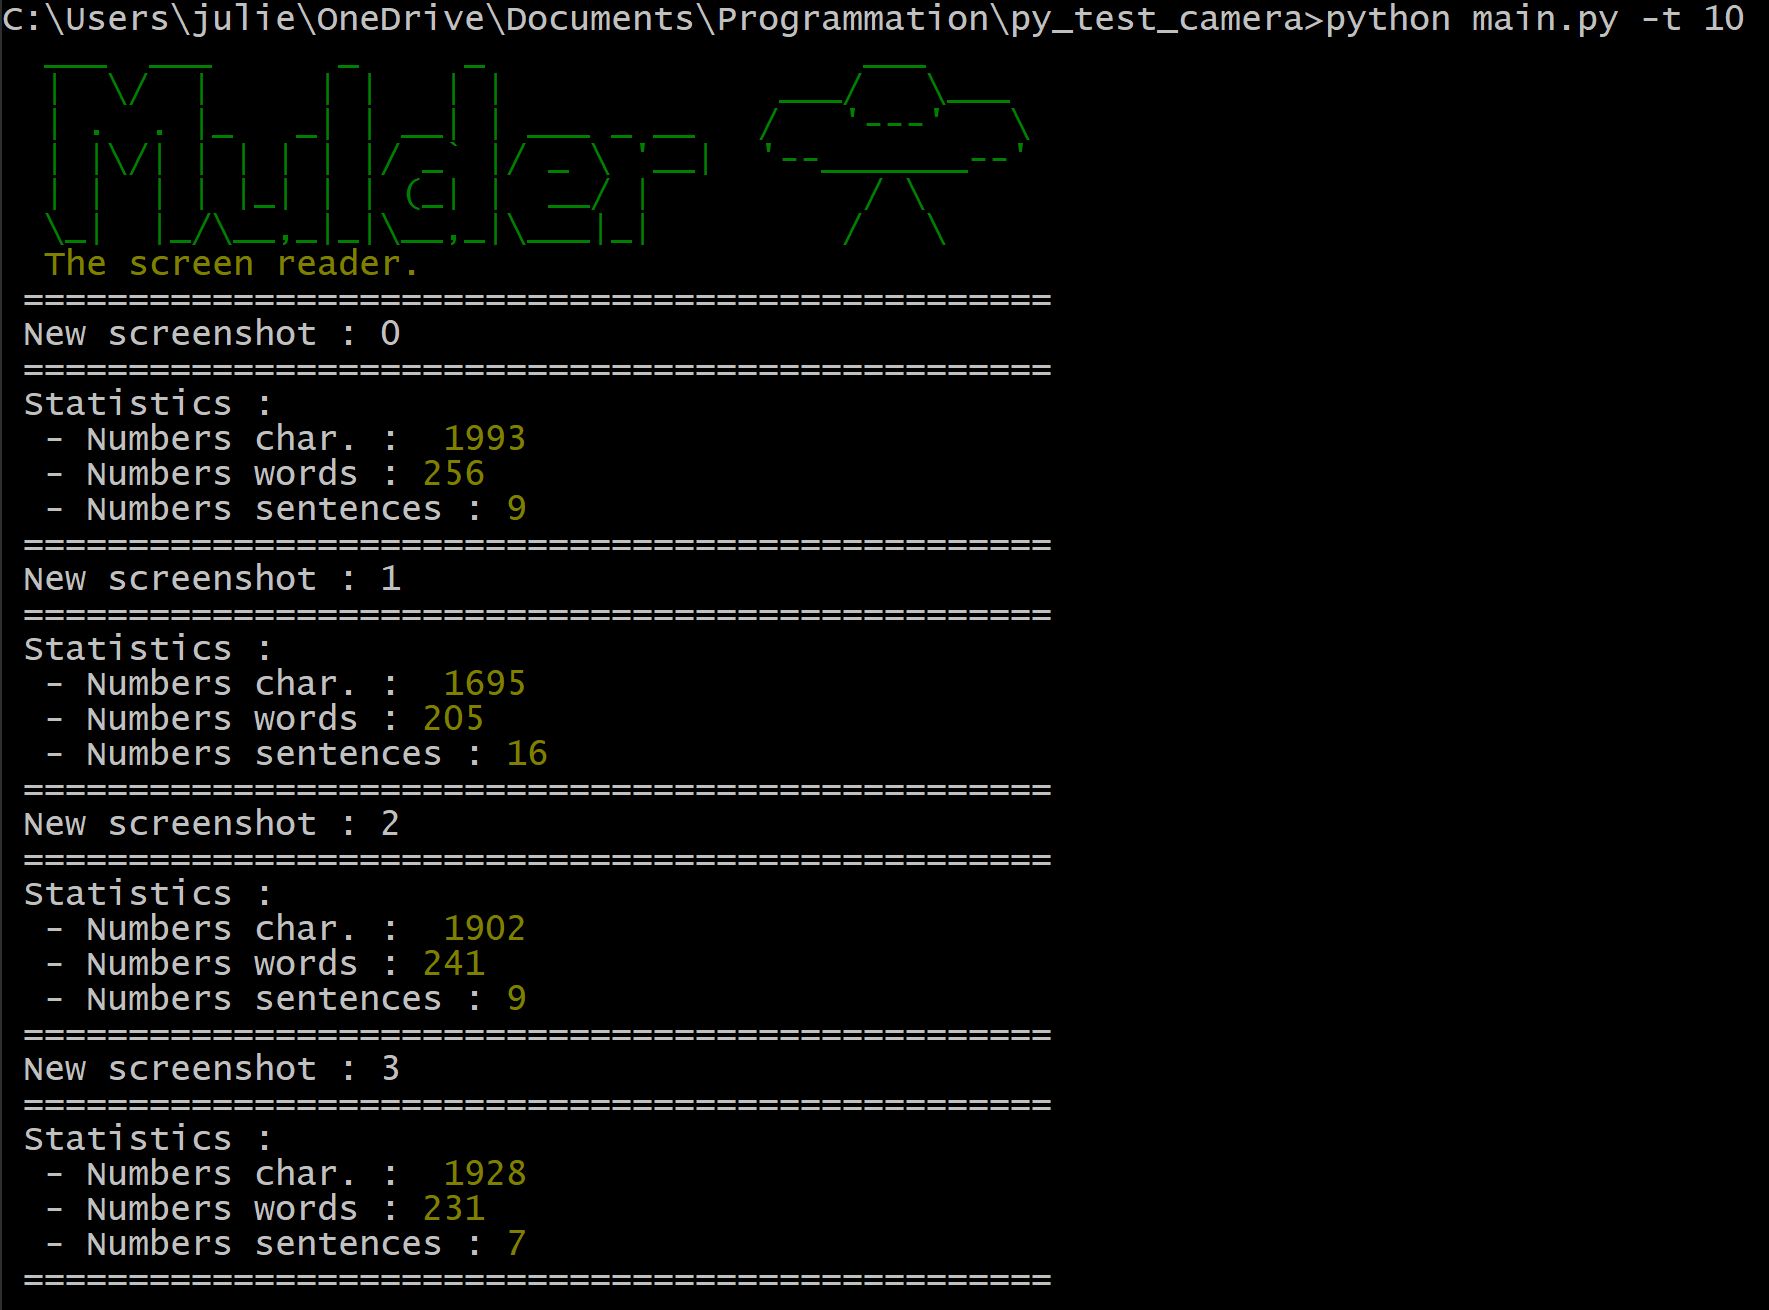 C:\Users\julie\OneDrive\Documents\Programmation\py_test_camera>python main.py -t 10
Mulder
The screen reader.
=================================================
New screenshot : 0
=================================================
Statistics :
- Numbers char. :  1993
- Numbers words : 256
- Numbers sentences : 9
=================================================
New screenshot : 1
=================================================
Statistics :
- Numbers char. :  1695
- Numbers words : 205
- Numbers sentences : 16
=================================================
New screenshot : 2
=================================================
Statistics :
- Numbers char. :  1902
- Numbers words : 241
- Numbers sentences : 9
=================================================
New screenshot : 3
=================================================
Statistics :
- Numbers char. :  1928
- Numbers words : 231
- Numbers sentences : 7
=================================================